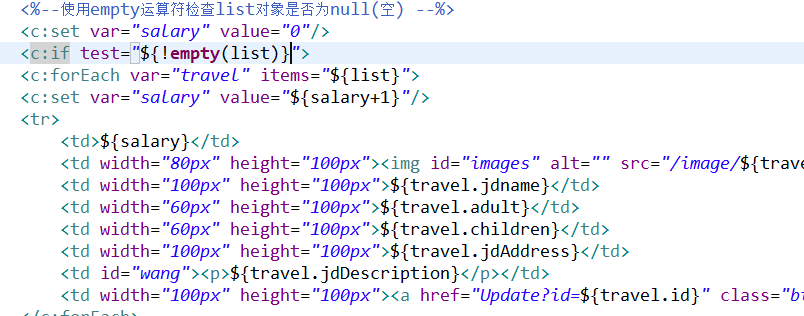 <%--使用empty运算符检查list对象是否为null(空) --%>
<c:set var="salary" value="0"/>
<c:if test="${!empty(list)}">
<c:forEach var="travel" items="${list}">
<c:set var="salary" value="${salary+1}"/>
<tr>
<td>${salary}</td>
<td width="80px" height="100px"><img id="images" alt="" src="/image/${trave
<td width="100px" height="100px">${travel.jdname}</td>
<td width="60px" height="100px">${travel.adult}</td>
<td width="60px" height="100px">${travel.children}</td>
<td width="100px" height="100px">${travel.jdAddress}</td>
<td id="wang"><p>${travel.jdDescription}</p></td>
<td width="100px" height="100px"><a href="Update?id=${travel.id}" class="b
</c:forEach>